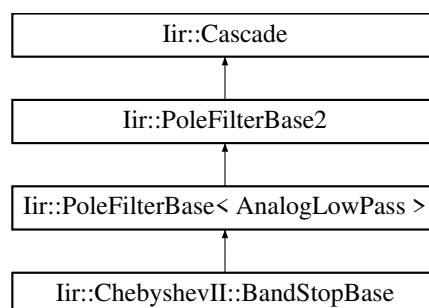 Iir::Cascade
Iir::PoleFilterBase2
Iir::PoleFilterBase< AnalogLowPass >
Iir::ChebyshevII::BandStopBase